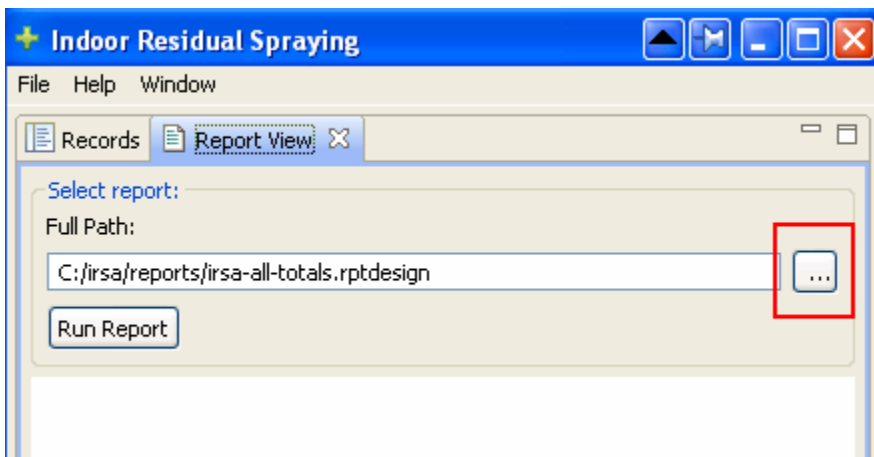 Indoor Residual Spraying
File Help Window
Records Report View
Select report:
Full Path:
C:/irsa/reports/irsa-all-totals.rptdesign ...
Run Report